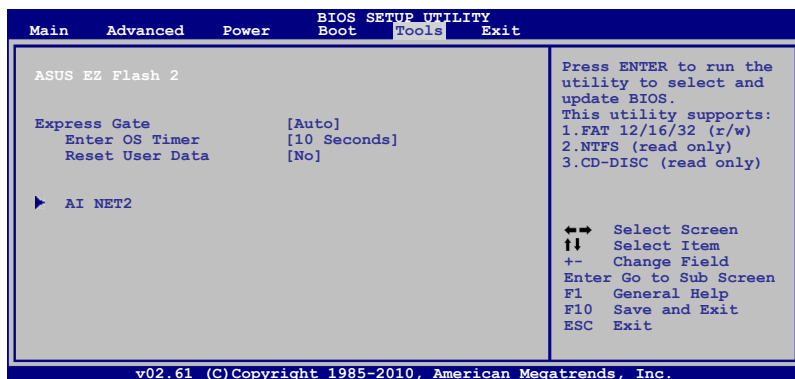 BIOS SETUP UTILITY
Main Advanced Power Boot Tools Exit
ASUS EZ Flash 2
Express Gate [Auto]
Enter OS Timer [10 Seconds]
Reset User Data [No]
AI NET2
Press ENTER to run the
utility to select and
update BIOS.
This utility supports:
1.FAT 12/16/32 (r/w)
2.NTFS (read only)
3.CD-DISC (read only)
←→ Select Screen
↑↓ Select Item
+- Change Field
Enter Go to Sub Screen
F1 General Help
F10 Save and Exit
ESC Exit
v02.61 (C)Copyright 1985-2010, American Megatrends, Inc.